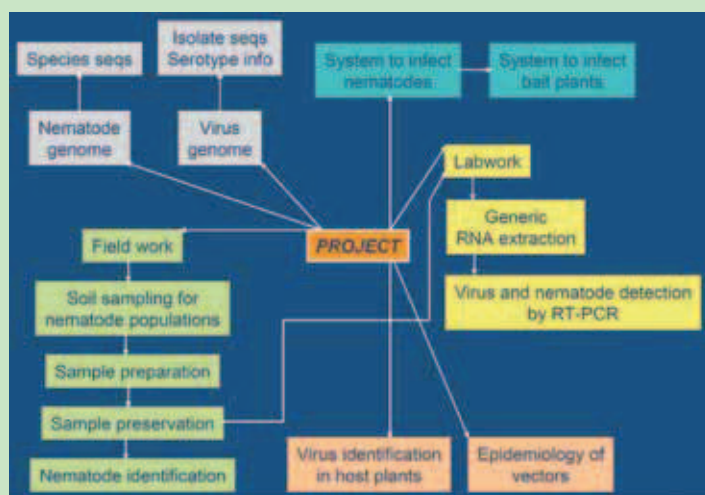 Isolate seqs
Serotype info
Species seqs
System to infect
nematodes
System to infect
bait plants
Nematode
genome
Virus
genome
Labwork
Generic
RNA extraction
Field work
PROJECT
Soil sampling for
nematode populations
Virus and nematode detection
by RT-PCR
Sample preparation
Sample preservation
Nematode identification
Virus identification
in host plants
Epidemiology of
vectors